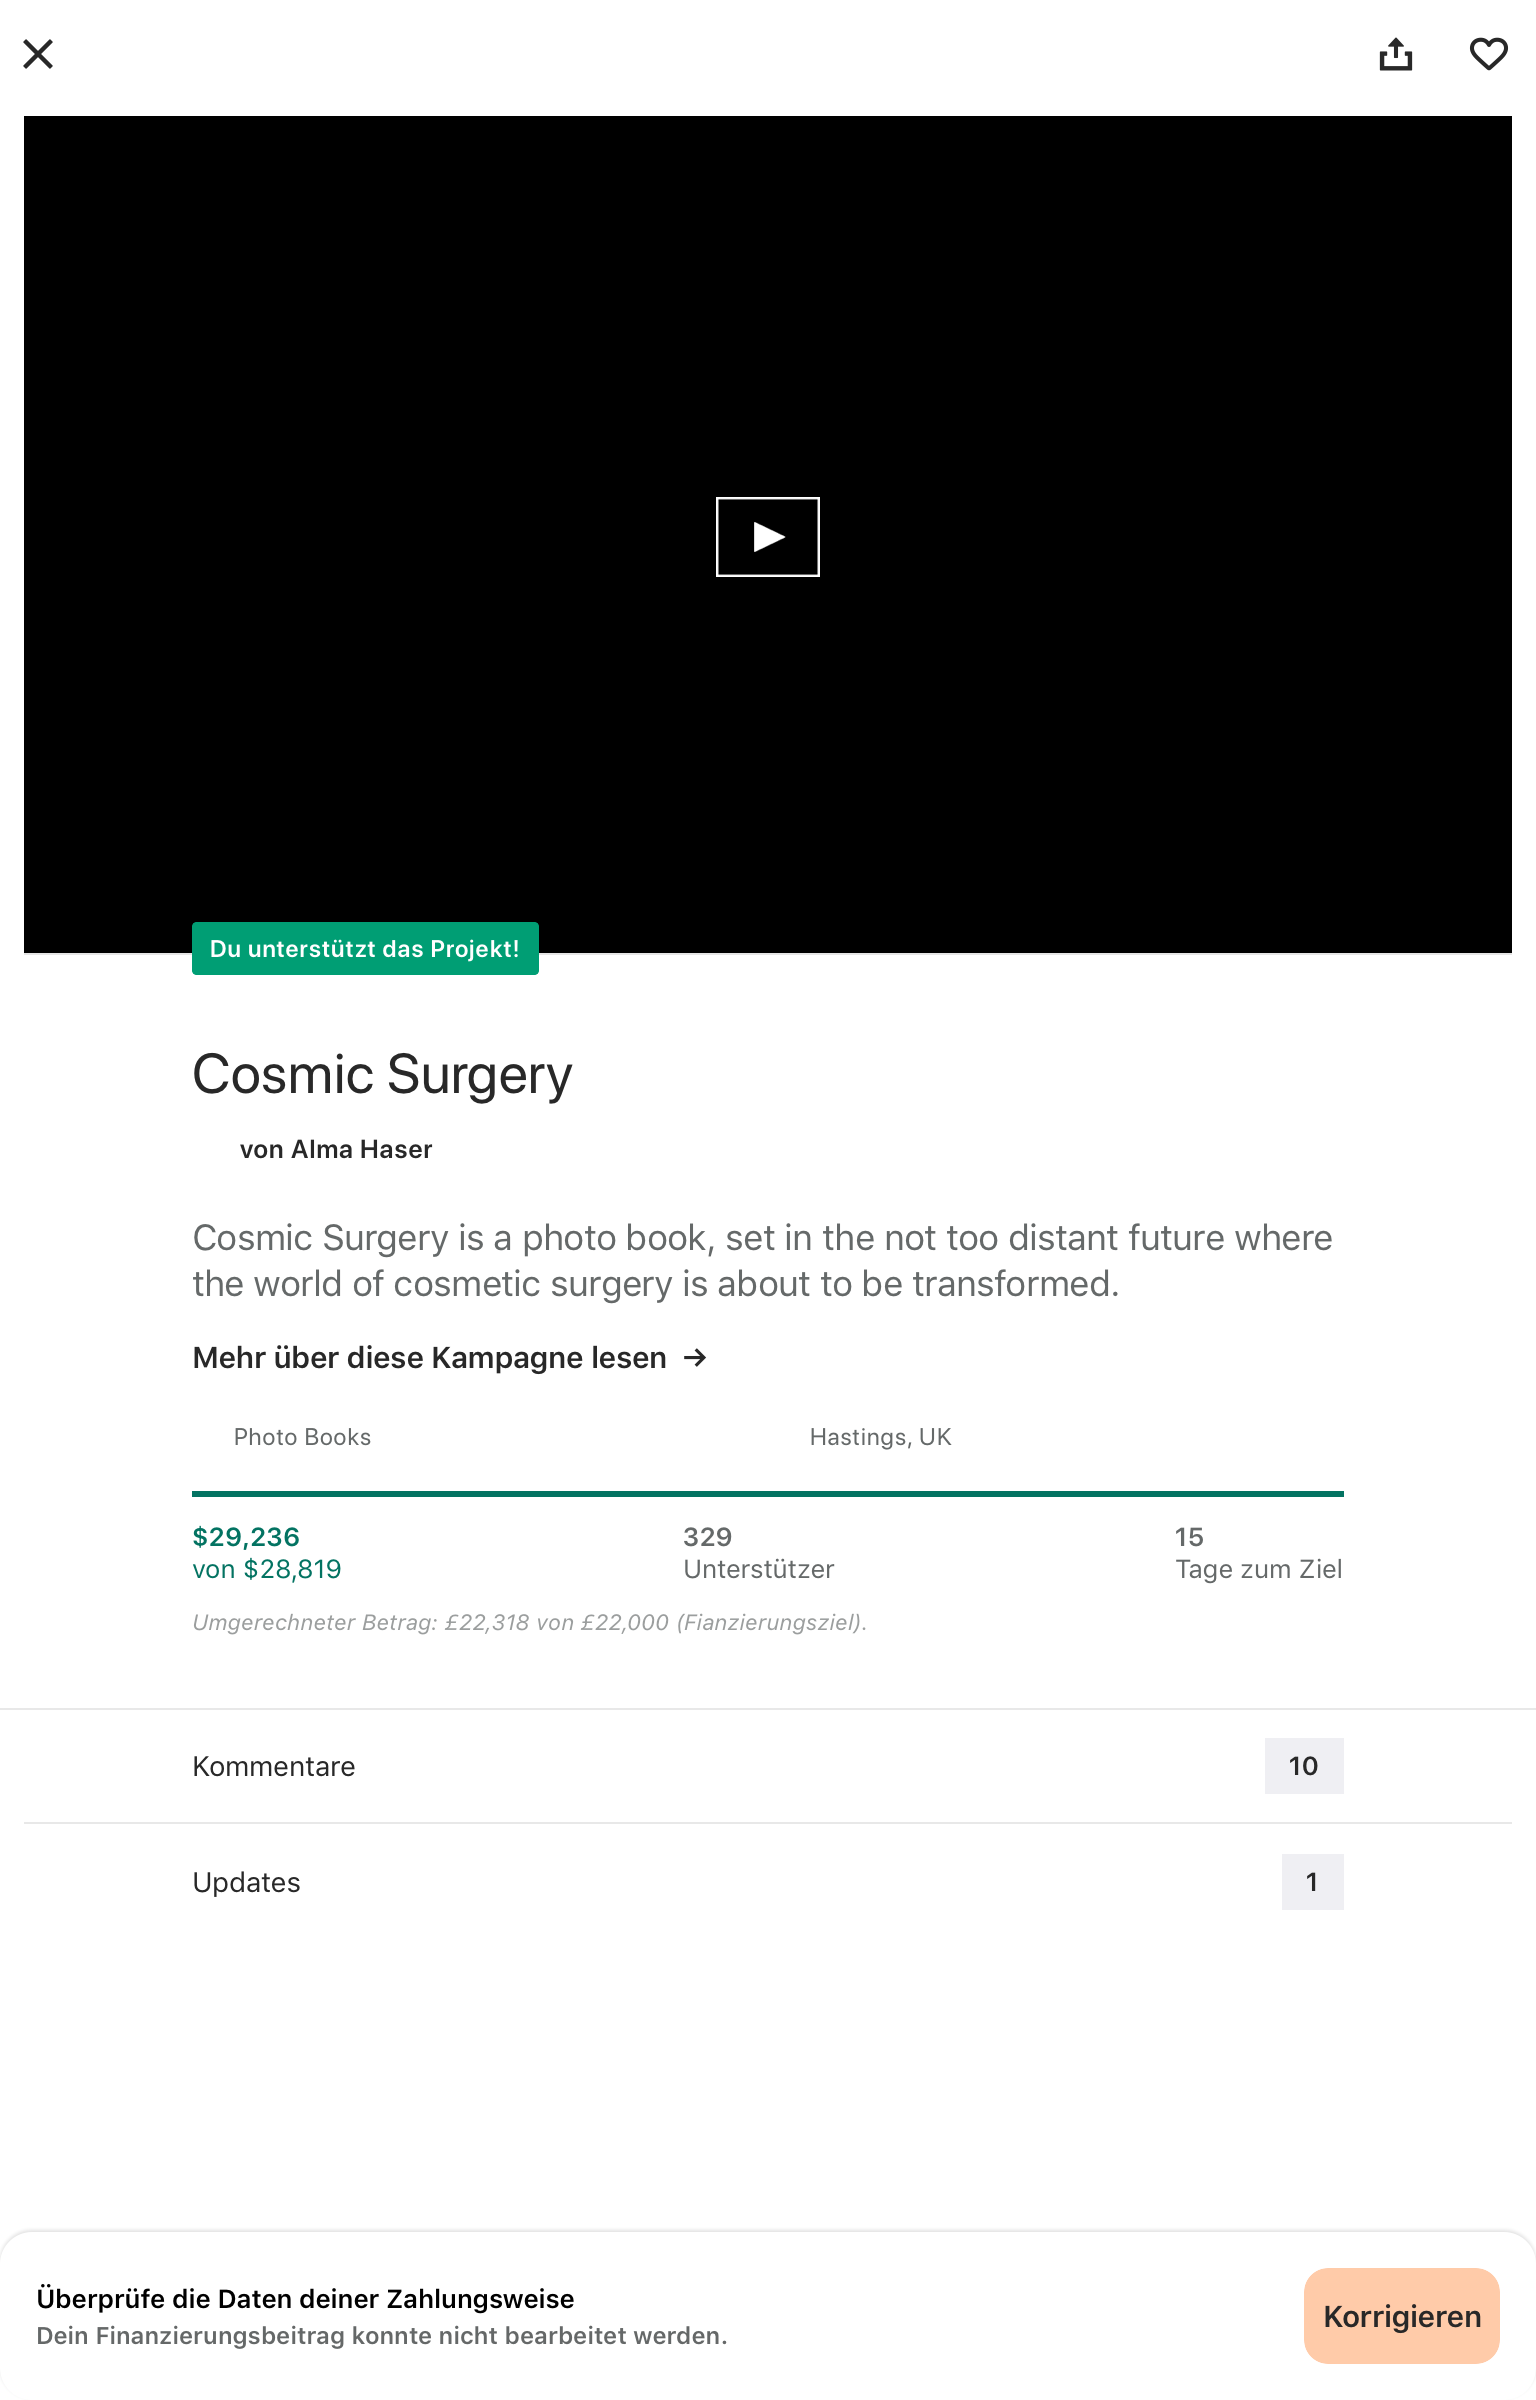 Du unterstützt das Projekt!
Cosmic Surgery
von Alma Haser
Cosmic Surgery is a photo book, set in the not too distant future where
the world of cosmetic surgery is about to be transformed.
Mehr über diese Kampagne lesen →
Photo Books
Hastings, UK
$29,236
von $28,819
329
Unterstützer
15
Tage zum Ziel
Umgerechneter Betrag: £22,318 von £22,000 (Fianzierungsziel).
Kommentare
10
Updates
1
Überprüfe die Daten deiner Zahlungsweise
Dein Finanzierungsbeitrag konnte nicht bearbeitet werden.
Korrigieren